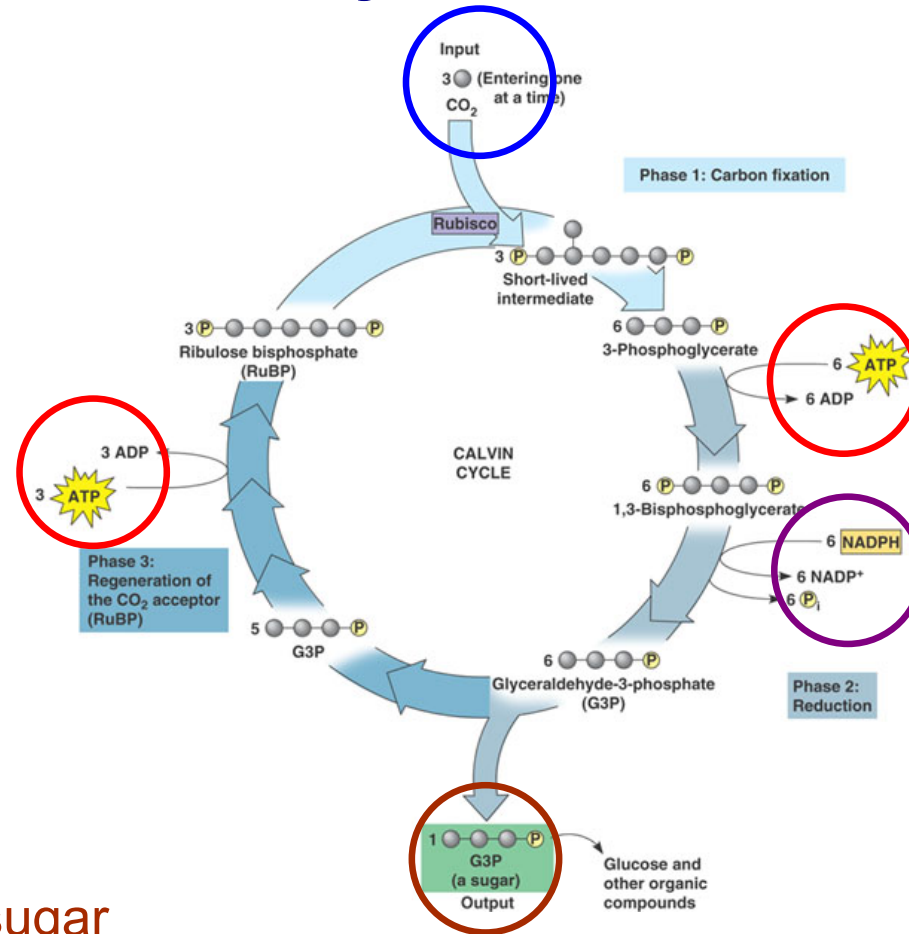 Input
3 (Entering one
at a time)
CO₂
Phase 1: Carbon fixation
Rubisco
3 P P
Short-lived
intermediate
3 P P
Ribulose bisphosphate
(RuBP)
6 P
3-Phosphoglycerate
6 ATP
6 ADP
3 ADP
3 ATP
CALVIN
CYCLE
6 P P
1,3-Bisphosphoglycerate
6 NADPH
6 NADP⁺
6 Pi
Phase 3:
Regeneration of
the CO₂ acceptor
(RuBP)
5 P
G3P
6 P
Glyceraldehyde-3-phosphate
(G3P)
Phase 2:
Reduction
1 P
G3P
(a sugar)
Output
Glucose and
other organic
compounds
sugar